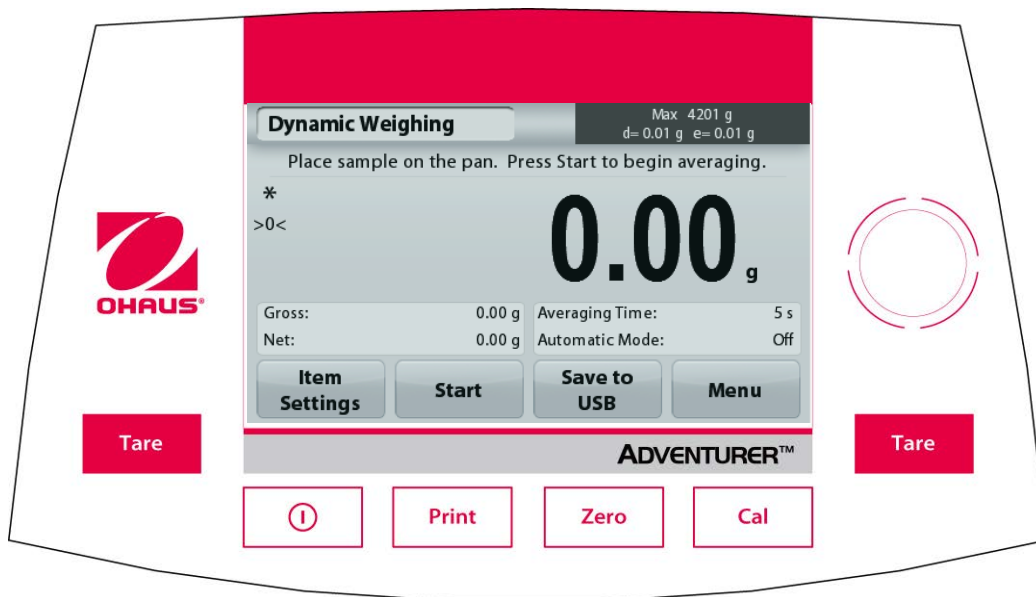 Dynamic Weighing
Max 4201 g
d= 0.01 g e= 0.01 g
Place sample on the pan. Press Start to begin averaging.
*
>0<
0.00 g
OHAUS®
Gross: 0.00 g
Net: 0.00 g
Averaging Time: 5 s
Automatic Mode: Off
Item
Settings
Start
Save to
USB
Menu
Tare
ADVENTURER™
Tare
Print
Zero
Cal